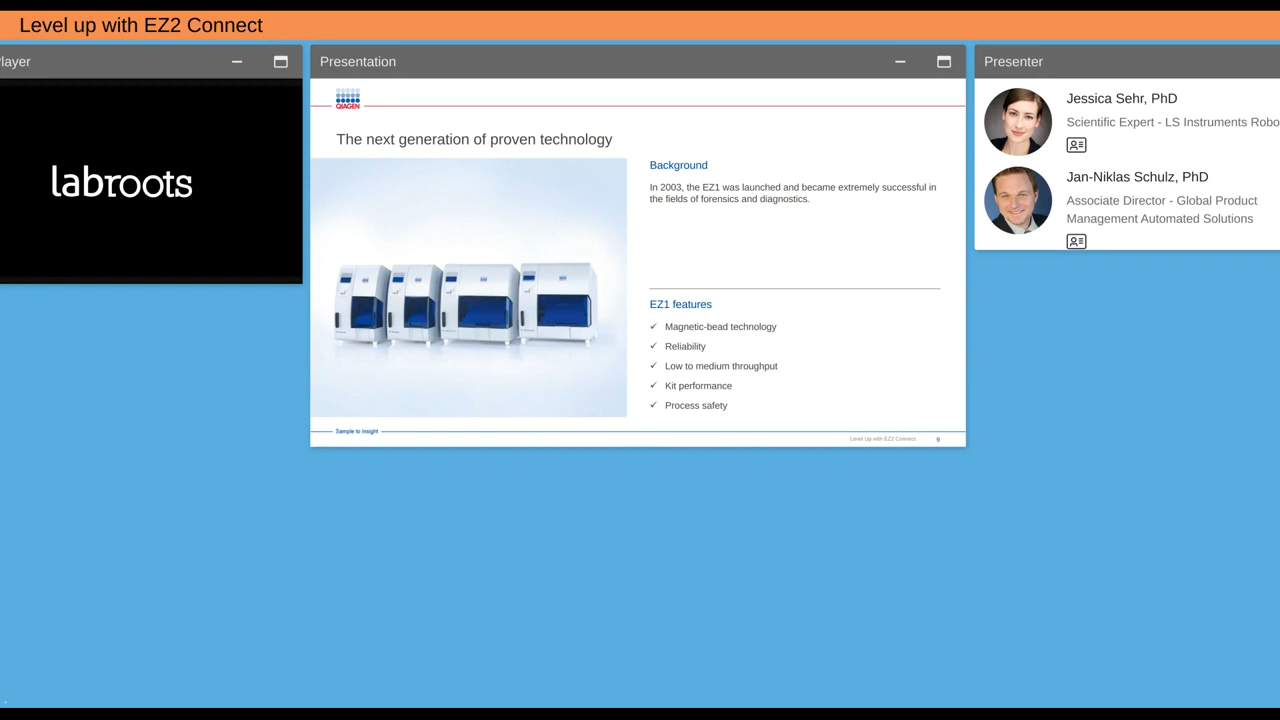 Level up with EZ2 Connect
layer
Presentation
Presenter
labroots
QIAGEN
The next generation of proven technology
Background
In 2003, the EZ1 was launched and became extremely successful in
the fields of forensics and diagnostics.
EZ1 features
✓ Magnetic-bead technology
✓ Reliability
✓ Low to medium throughput
✓ Kit performance
✓ Process safety
Sample to Insight
Level Up with EZ2 Connect
9
Jessica Sehr, PhD
Scientific Expert - LS Instruments Robo
Jan-Niklas Schulz, PhD
Associate Director - Global Product
Management Automated Solutions